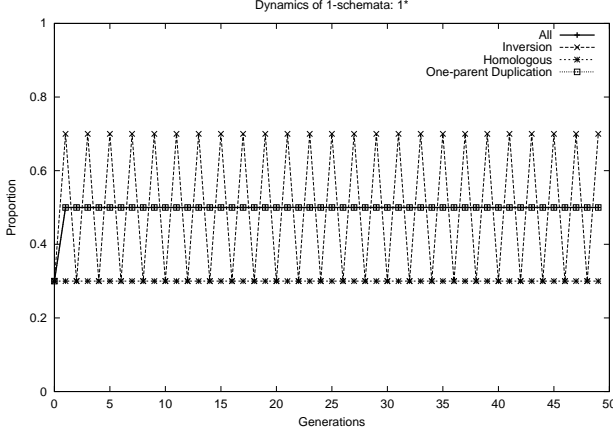 Dynamics of 1-schemata: 1*
1
0.8
0.6
0.4
0.2
0
Proportion
All
Inversion
Homologous
One-parent Duplication
0 5 10 15 20 25 30 35 40 45 50
Generations